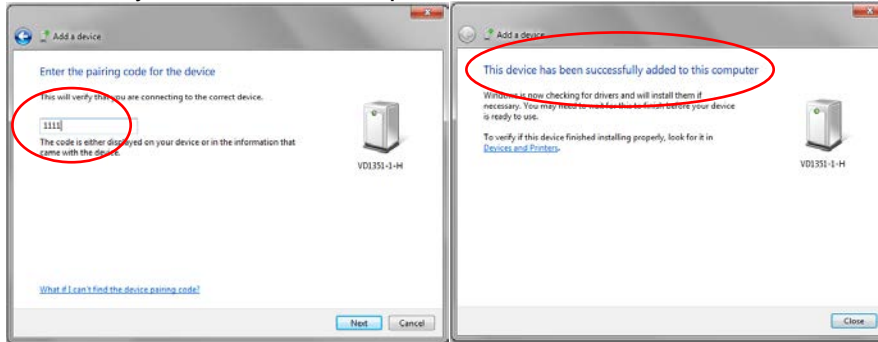 Add a device
Enter the pairing code for the device
This will verify that you are connecting to the correct device.
1111
The code is either displayed on your device or in the information that
came with the device.
VD1351-1-H
What if I can't find the device pairing code?
Next
Cancel
Add a device
This device has been successfully added to this computer
Windows is now checking for drivers and will install them if
necessary. You may need to wait for this to finish before your device
is ready to use.
To verify if this device finished installing properly, look for it in
Devices and Printers.
VD1351-1-H
Close